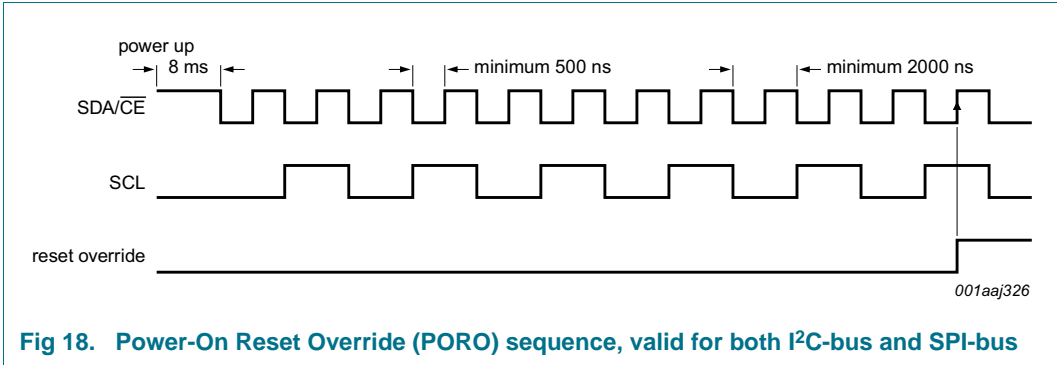 power up
8 ms
minimum 500 ns
minimum 2000 ns
SDA/CE
SCL
reset override
001aaj326
Fig 18. Power-On Reset Override (PORO) sequence, valid for both I²C-bus and SPI-bus